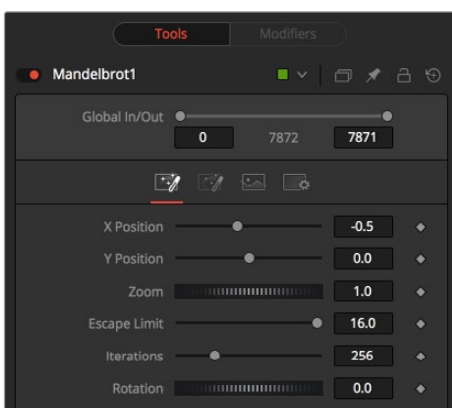 Tools Modifiers
Mandelbrot1
Global In/Out
0 7872 7871
X Position -0.5
Y Position 0.0
Zoom 1.0
Escape Limit 16.0
Iterations 256
Rotation 0.0